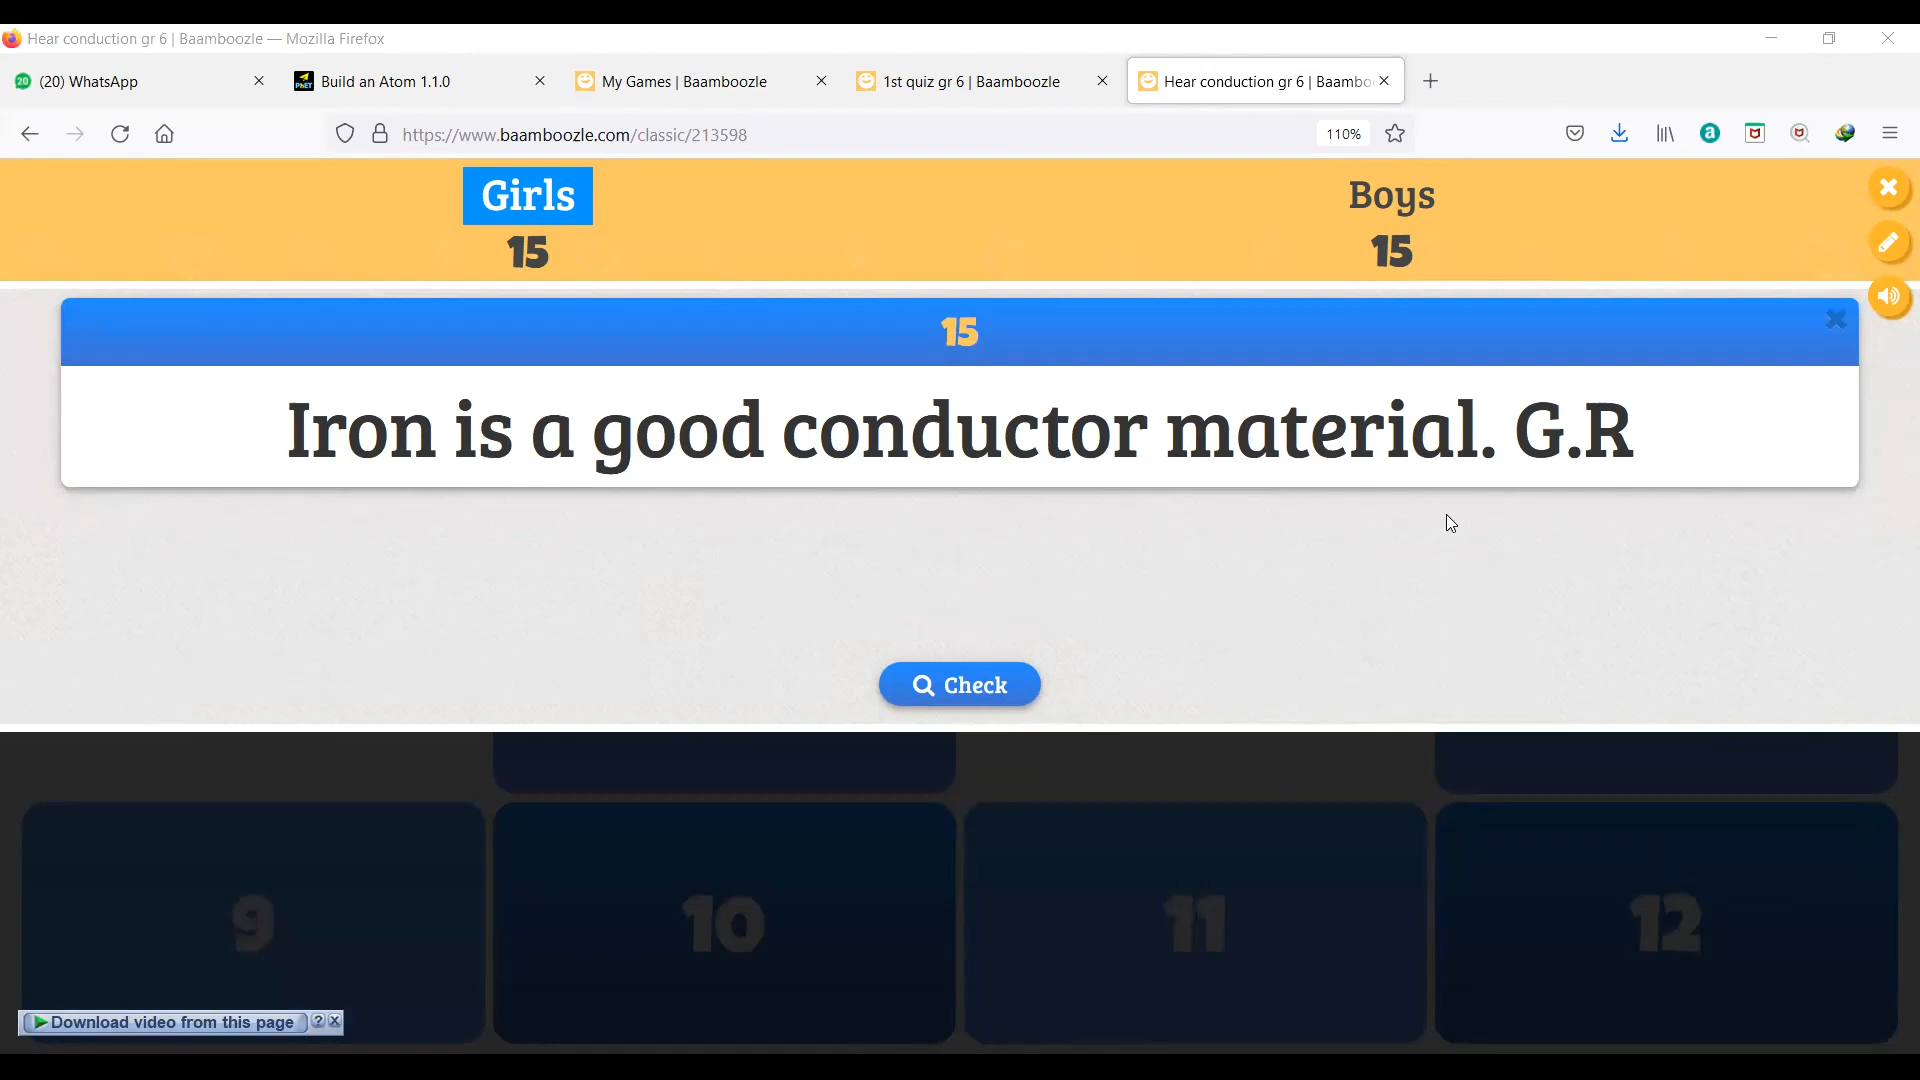 Hear conduction gr 6 | Baamboozle — Mozilla Firefox
20 (20) WhatsApp
PhET Build an Atom 1.1.0
My Games | Baamboozle
1st quiz gr 6 | Baamboozle
Hear conduction gr 6 | Baambo
https://www.baamboozle.com/classic/213598
110%
a
Girls
15
Boys
15
15
Iron is a good conductor material. G.R
Check
9
10
11
12
Download video from this page ? X